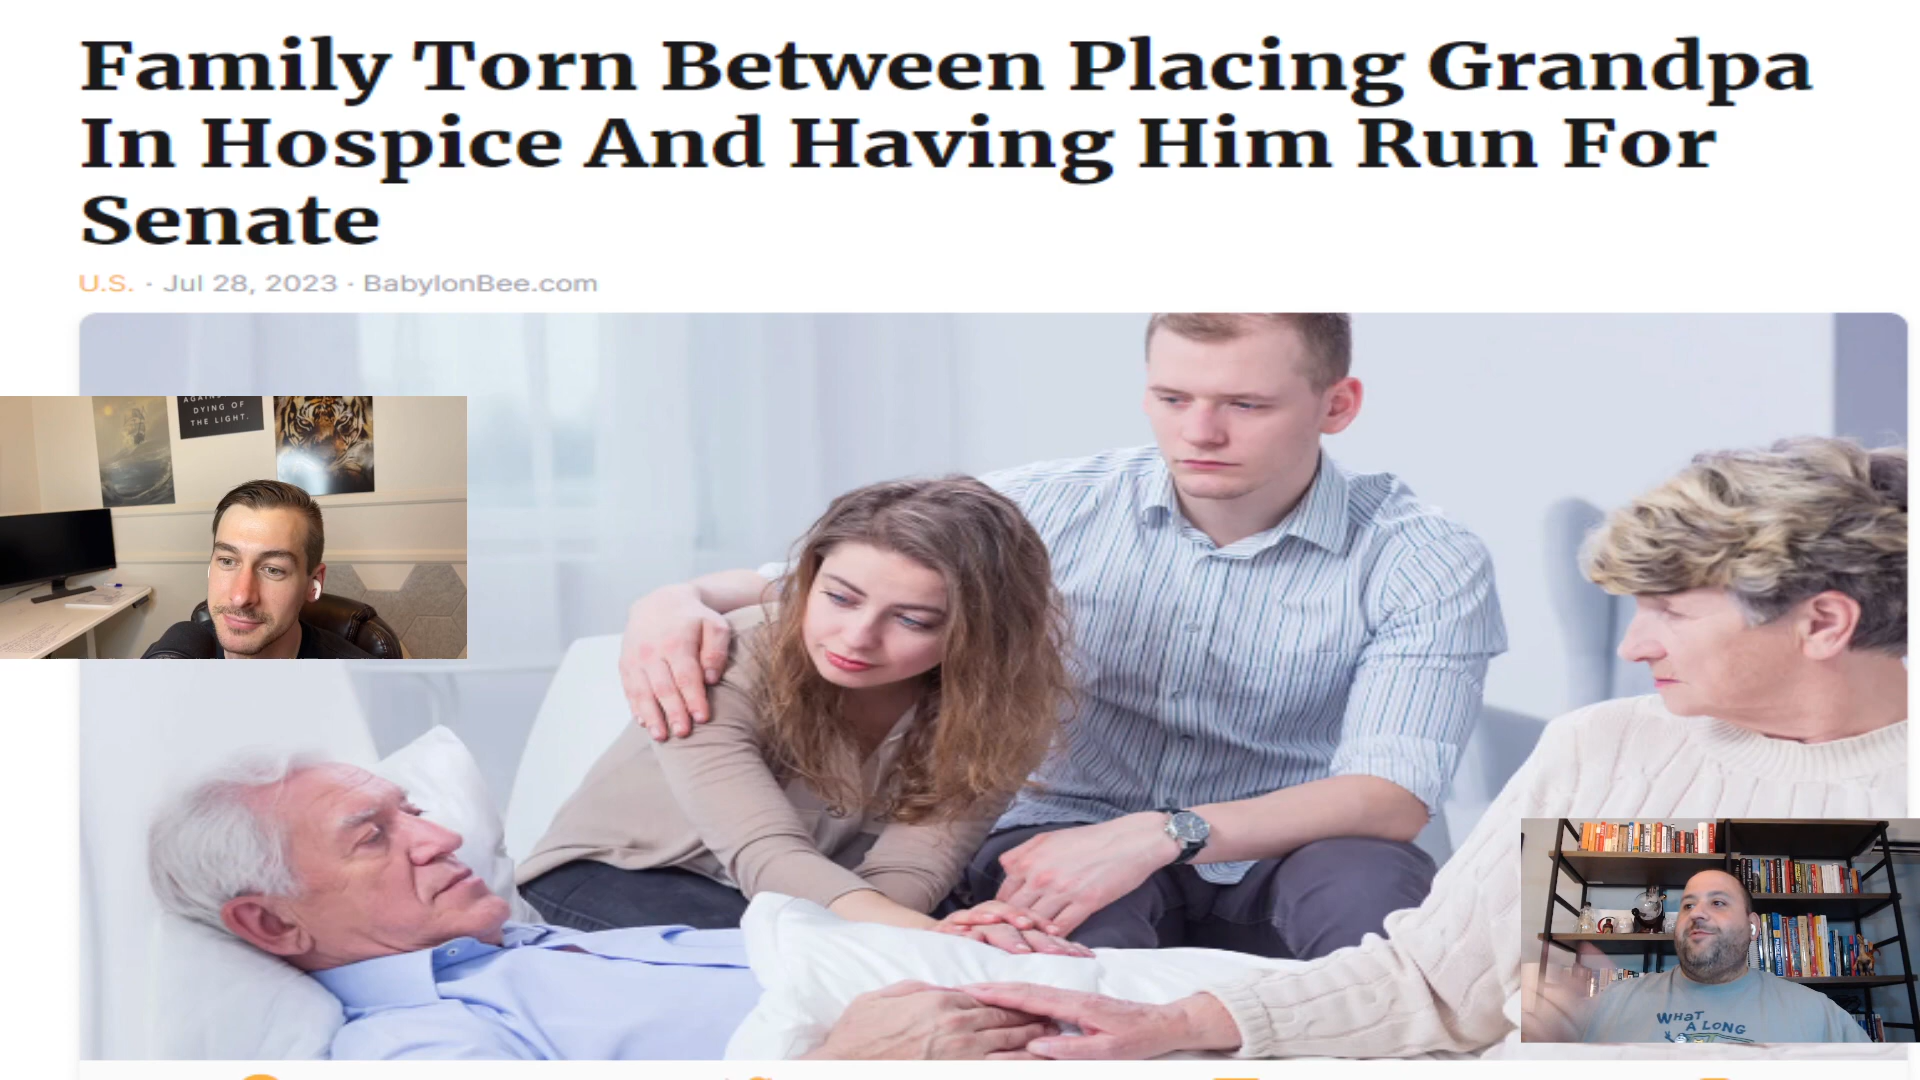 Family Torn Between Placing Grandpa
In Hospice And Having Him Run For
Senate
U.S. · Jul 28, 2023 · BabylonBee.com
DYING OF
THE LIGHT.
WHAT
A LONG